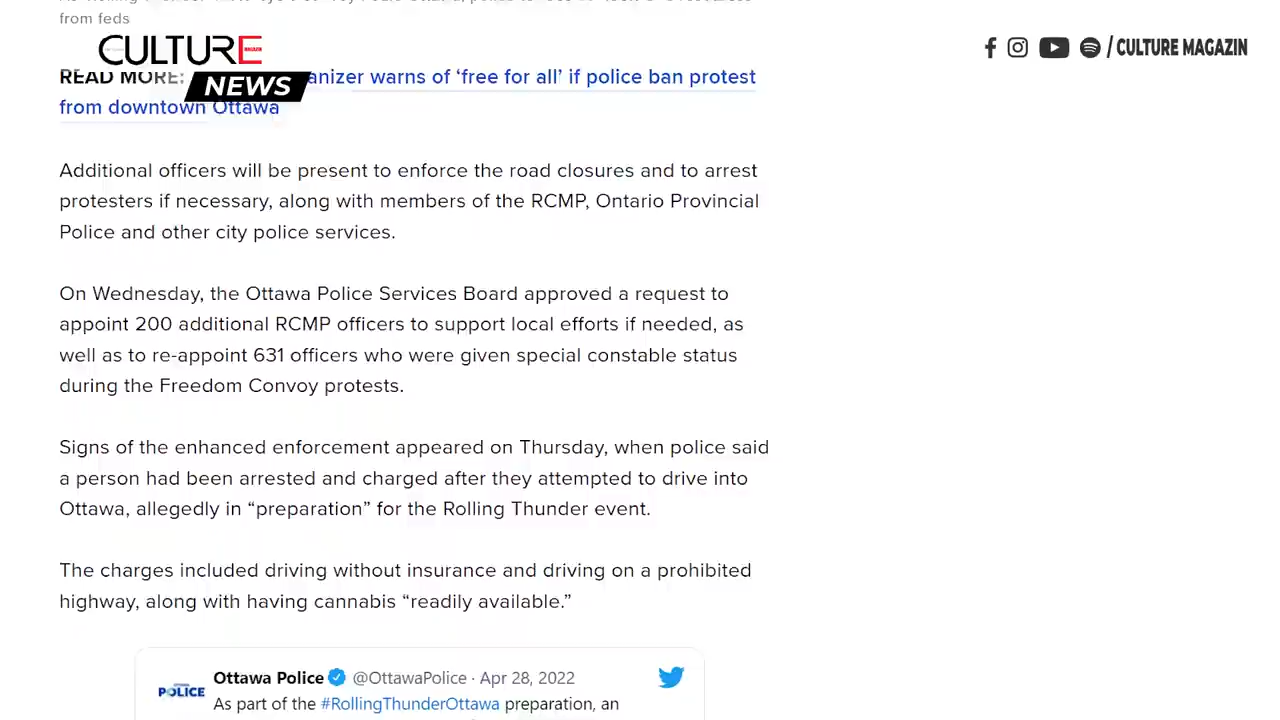 from feds
CULTURE
MAGAZIN
NEWS
/ CULTURE MAGAZIN
READ MORE: anizer warns of ‘free for all’ if police ban protest
from downtown Ottawa
Additional officers will be present to enforce the road closures and to arrest
protesters if necessary, along with members of the RCMP, Ontario Provincial
Police and other city police services.
On Wednesday, the Ottawa Police Services Board approved a request to
appoint 200 additional RCMP officers to support local efforts if needed, as
well as to re-appoint 631 officers who were given special constable status
during the Freedom Convoy protests.
Signs of the enhanced enforcement appeared on Thursday, when police said
a person had been arrested and charged after they attempted to drive into
Ottawa, allegedly in “preparation” for the Rolling Thunder event.
The charges included driving without insurance and driving on a prohibited
highway, along with having cannabis “readily available.”
POLICE
Ottawa Police @OttawaPolice · Apr 28, 2022
As part of the #RollingThunderOttawa preparation, an